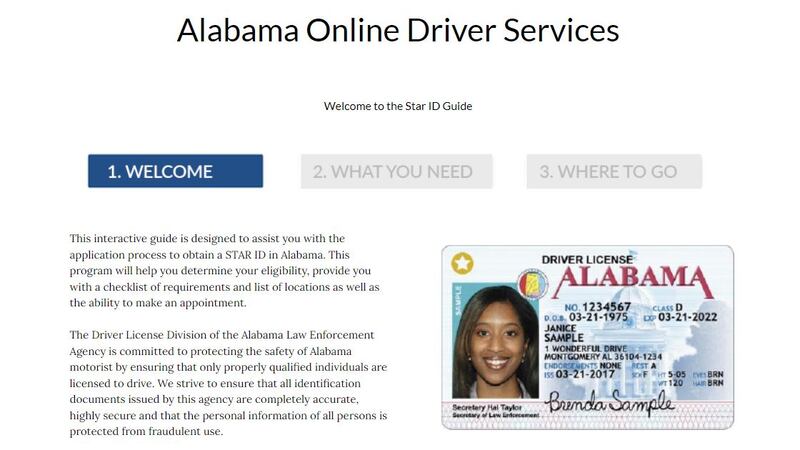 Alabama Online Driver Services
Welcome to the Star ID Guide
1. WELCOME
2. WHAT YOU NEED
3. WHERE TO GO
This interactive guide is designed to assist you with the
application process to obtain a STAR ID in Alabama. This
program will help you determine your eligibility, provide you
with a checklist of requirements and list of locations as well as
the ability to make an appointment.
The Driver License Division of the Alabama Law Enforcement
Agency is committed to protecting the safety of Alabama
motorist by ensuring that only properly qualified individuals are
licensed to drive. We strive to ensure that all identification
documents issued by this agency are completely accurate,
highly secure and that the personal information of all persons is
protected from fraudulent use.
DRIVER LICENSE
ALABAMA
SAMPLE
NO. 1234567 CLASS D
D.O.B. 03-21-1975 EXP 03-21-2022
JANICE
SAMPLE
1 WONDERFUL DRIVE
MONTGOMERY AL 36104-1234
ENDORSEMENTS NONE REST A
ISS 03-21-2017 SEX F HT 5-05 EYES BRN
WT 120 HAIR BRN
Brenda Sample
Secretary Hal Taylor
Secretary of Law Enforcement